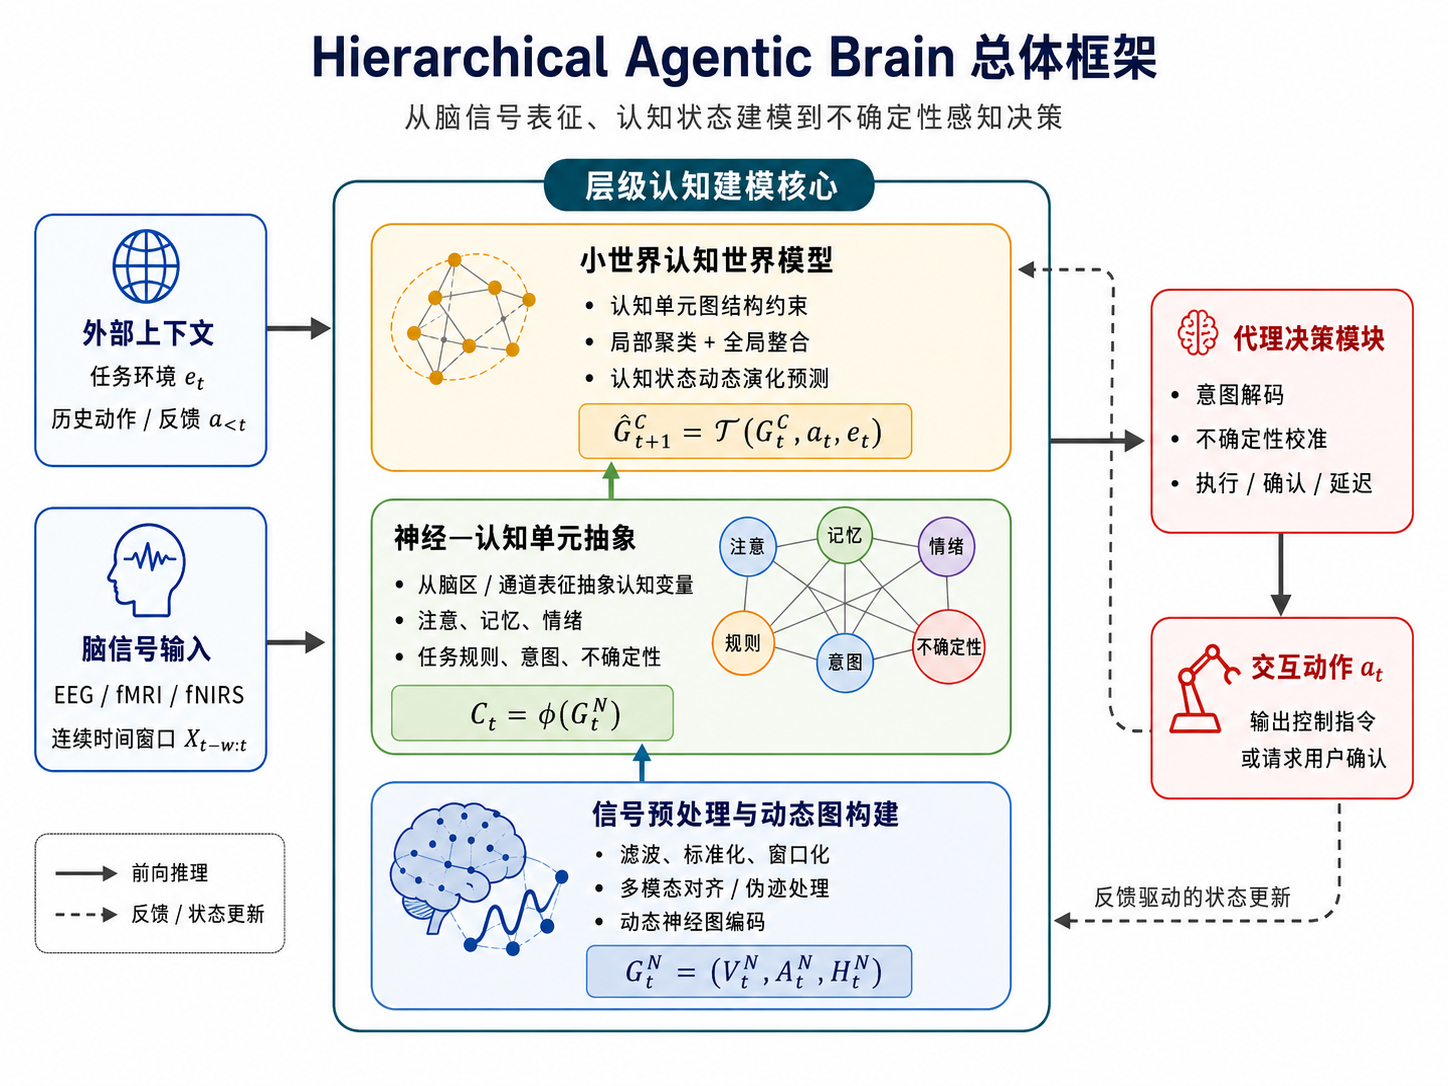 Hierarchical Agentic Brain 总体框架
从脑信号表征、认知状态建模到不确定性感知决策
层级认知建模核心
外部上下文
任务环境 e_t
历史动作 / 反馈 a_{<t}
脑信号输入
EEG / fMRI / fNIRS
连续时间窗口 X_{t−w:t}
前向推理
反馈 / 状态更新
小世界认知世界模型
• 认知单元图结构约束
• 局部聚类 + 全局整合
• 认知状态动态演化预测
Ĝ^C_{t+1} = 𝒯(G^C_t, a_t, e_t)
神经—认知单元抽象
• 从脑区 / 通道表征抽象认知变量
• 注意、记忆、情绪
• 任务规则、意图、不确定性
C_t = ϕ(G^N_t)
注意
记忆
情绪
规则
意图
不确定性
信号预处理与动态图构建
• 滤波、标准化、窗口化
• 多模态对齐 / 伪迹处理
• 动态神经图编码
G^N_t = (V^N_t, A^N_t, H^N_t)
代理决策模块
• 意图解码
• 不确定性校准
• 执行 / 确认 / 延迟
交互动作 a_t
输出控制指令
或请求用户确认
反馈驱动的状态更新